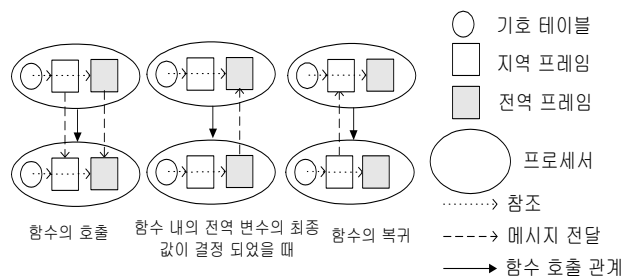 기호 테이블
지역 프레임
전역 프레임
프로세서
참조
메시지 전달
함수 호출 관계
함수의 호출
함수 내의 전역 변수의 최종
값이 결정 되었을 때
함수의 복귀